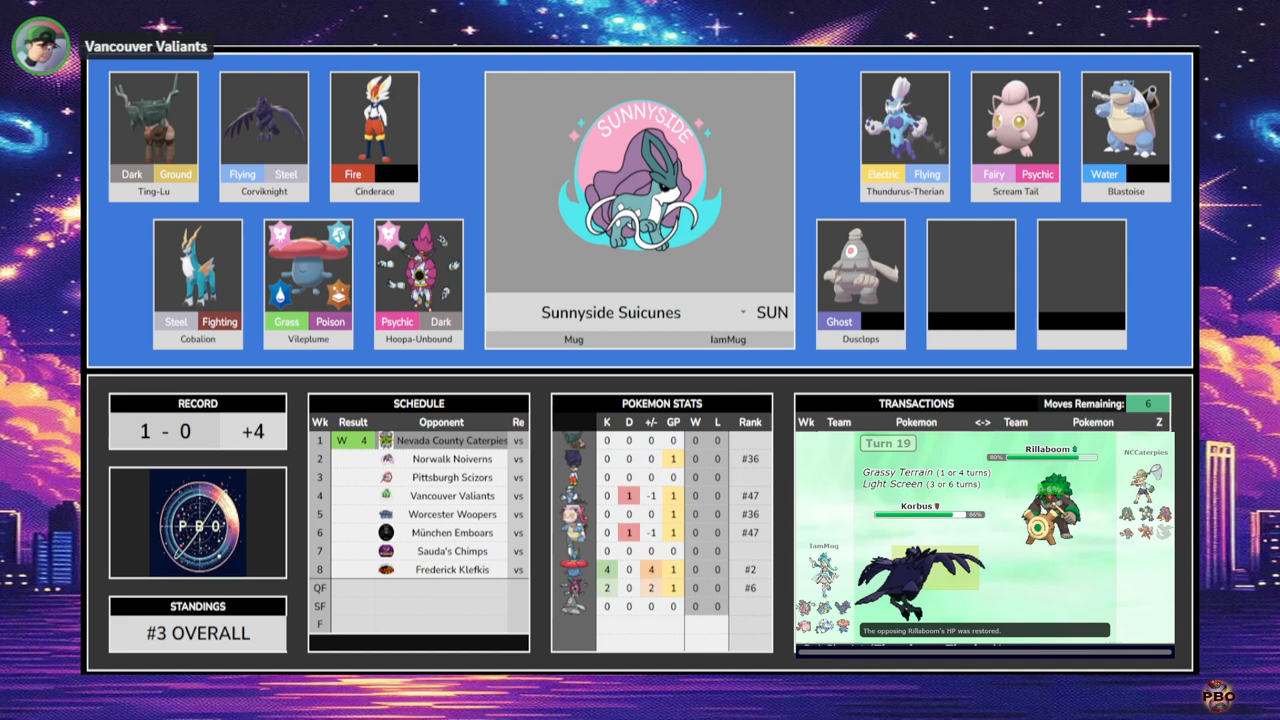 Vancouver Valiants
Dark Ground
Ting-Lu
Flying Steel
Corviknight
Fire
Cinderace
SUNNYSIDE
Electric Flying
Thundurus-Therian
Fairy Psychic
Scream Tail
Water
Blastoise
Steel Fighting
Cobalion
Grass Poison
Vileplume
Psychic Dark
Hoopa-Unbound
Sunnyside Suicunes SUN
Mug IamMug
Ghost
Dusclops
RECORD
1 - 0 +4
PBO
STANDINGS
#3 OVERALL
SCHEDULE
Wk Result Opponent Re
1 W 4 Nevada County Caterpies vs
2 Norwalk Noiverns vs
3 Pittsburgh Scizors vs
4 Vancouver Valiants vs
5 Worcester Woopers vs
6 München Emboars vs
7 Sauda's Chimps vs
8 Frederick Klefkis vs
QF
SF
F
POKEMON STATS
K D +/- GP W L Rank
0 0 0 0 0 0
0 0 0 1 0 0 #36
0 0 0 0 0 0
0 1 -1 1 0 0 #47
0 0 0 1 0 0 #36
0 1 -1 1 0 0 #47
0 0 0 0 0 0
4 0 4 1 0 0 #2
2 0 2 1 0 0 #6
0 0 0 0 0 0
TRANSACTIONS Moves Remaining: 6
Wk Team Pokemon <-> Team Pokemon Z
Turn 19
Rillaboom
80%
NCCaterpies
Grassy Terrain (1 or 4 turns)
Light Screen (3 or 6 turns)
Korbus
86%
IamMug
The opposing Rillaboom's HP was restored.
PBO